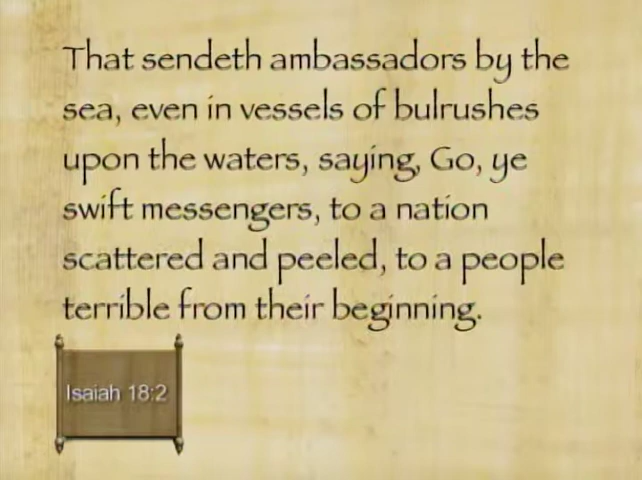 That sendeth ambassadors by the
sea, even in vessels of bulrushes
upon the waters, saying, Go, ye
swift messengers, to a nation
scattered and peeled, to a people
terrible from their beginning.
Isaiah 18:2